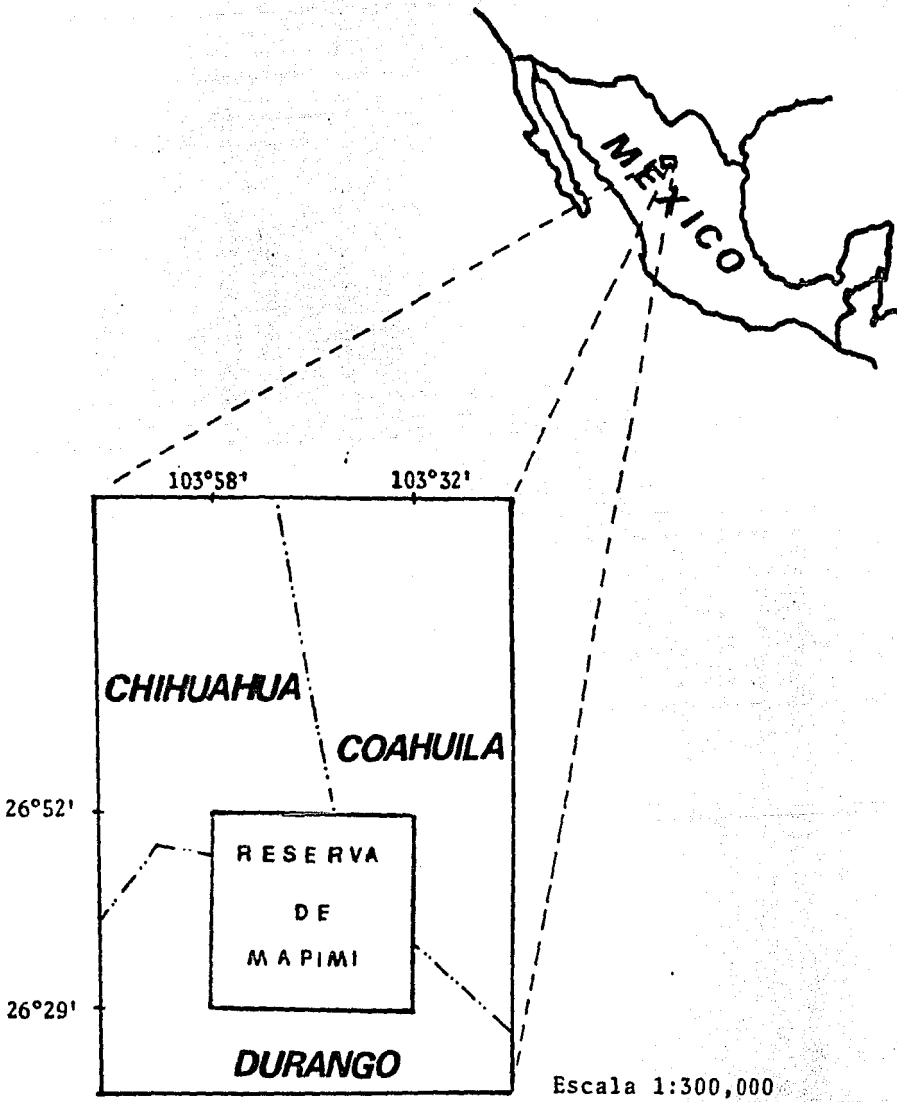 MEXICO
103°58' 103°32'
CHIHUAHUA
COAHUILA
26°52'
RESERVA
DE
MAPIMI
26°29'
DURANGO
Escala 1:300,000